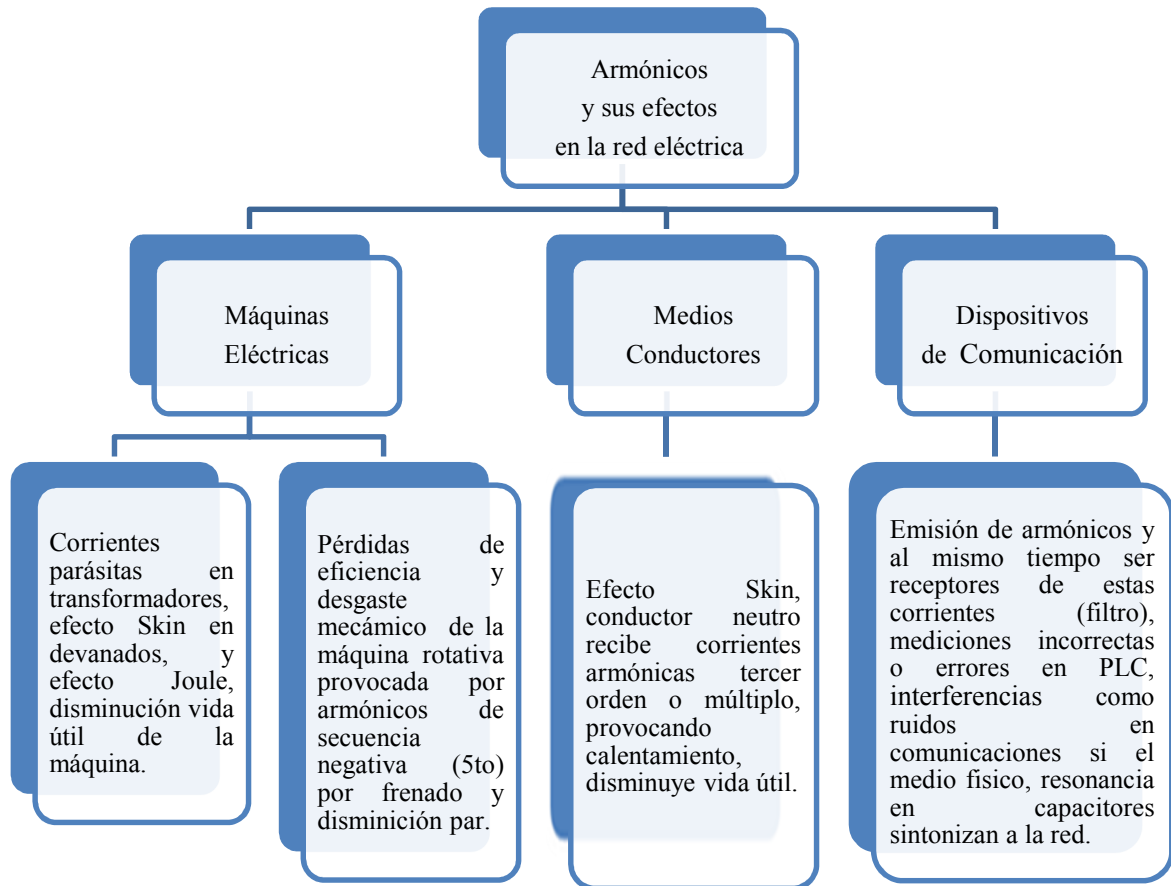 Armónicos
y sus efectos
en la red eléctrica
Máquinas
Eléctricas
Medios
Conductores
Dispositivos
de Comunicación
Corrientes
parásitas en
transformadores,
efecto Skin en
devanados, y
efecto Joule,
disminución vida
útil de la
máquina.
Pérdidas de
eficiencia y
desgaste
mecámico de la
máquina rotativa
provocada por
armónicos de
secuencia
negativa (5to)
por frenado y
disminición par.
Efecto Skin,
conductor neutro
recibe corrientes
armónicas tercer
orden o múltiplo,
provocando
calentamiento,
disminuye vida útil.
Emisión de armónicos y
al mismo tiempo ser
receptores de estas
corrientes (filtro),
mediciones incorrectas
o errores en PLC,
interferencias como
ruidos en
comunicaciones si el
medio físico, resonancia
en capacitores
sintonizan a la red.